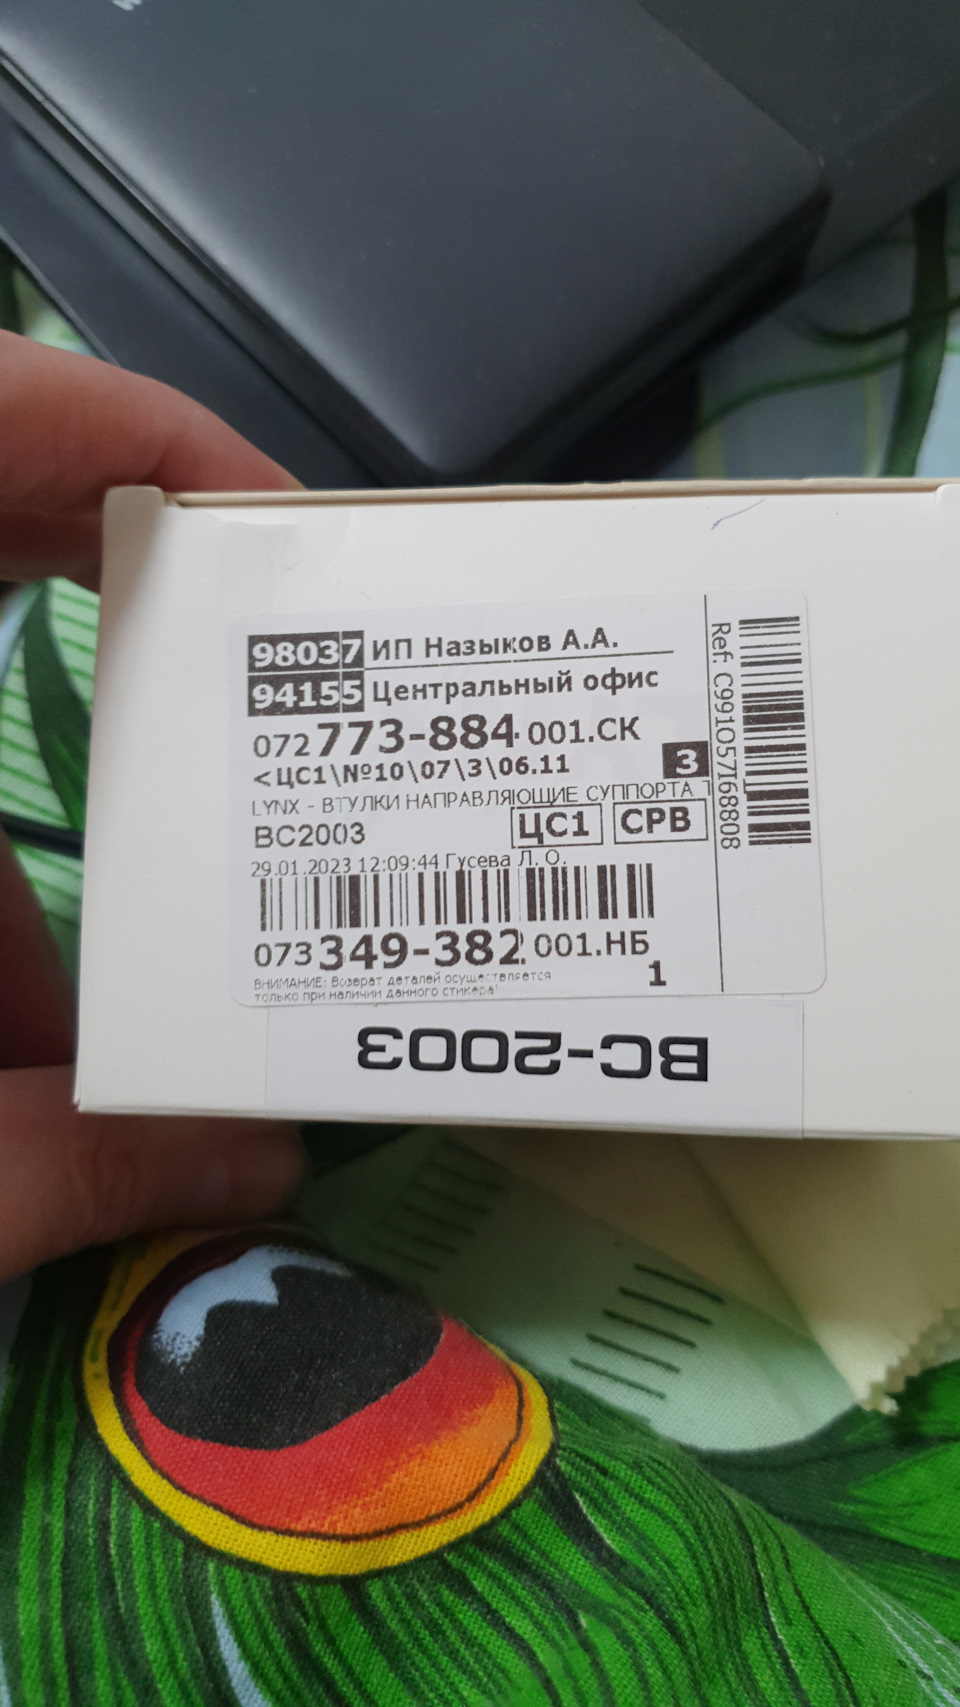 98037 ИП Назыков А.А.
94155 Центральный офис
072 773-884 001.СК
<ЦС1\№10\07\3\06.11 3
LYNX - ВТУЛКИ НАПРАВЛЯЮЩИЕ СУППОРТА
BC2003 ЦС1 СРВ
29.01.2023 12:09:44 Гусева Л. О.
073 349-382 001.НБ
1
ВНИМАНИЕ: Возврат деталей осуществляется
только при наличии данного стикера!
Ref: C991057I68808
BC-2003